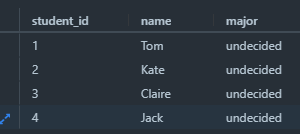 student_id name major
1 Tom undecided
2 Kate undecided
3 Claire undecided
4 Jack undecided